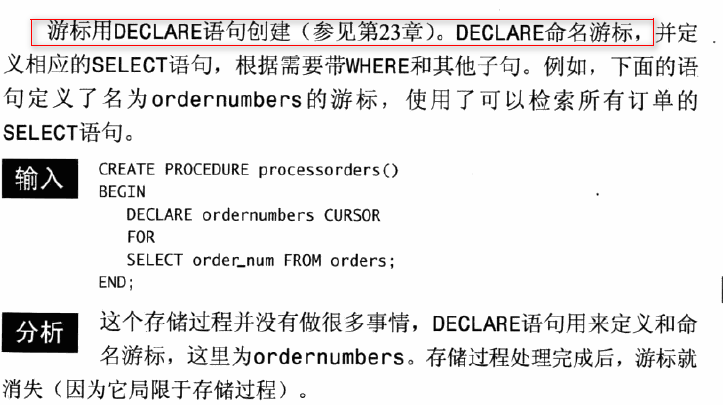 游标用DECLARE语句创建（参见第23章）。DECLARE命名游标，并定
义相应的SELECT语句，根据需要带WHERE和其他子句。例如，下面的语
句定义了名为ordernumbers的游标，使用了可以检索所有订单的
SELECT语句。
输入 CREATE PROCEDURE processorders()
BEGIN
DECLARE ordernumbers CURSOR
FOR
SELECT order_num FROM orders;
END;
分析 这个存储过程并没有做很多事情，DECLARE语句用来定义和命
名游标，这里为ordernumbers。存储过程处理完成后，游标就
消失（因为它局限于存储过程）。